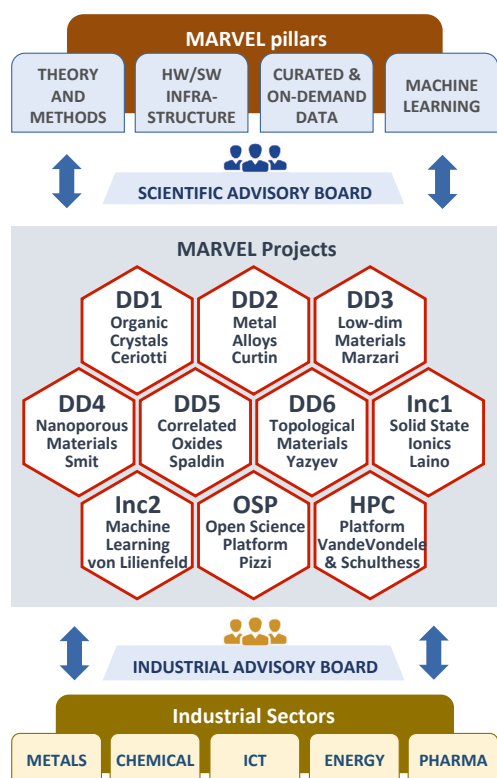 MARVEL pillars
THEORY
AND
METHODS
HW/SW
INFRA-
STRUCTURE
CURATED &
ON-DEMAND
DATA
MACHINE
LEARNING
SCIENTIFIC ADVISORY BOARD
MARVEL Projects
DD1
Organic
Crystals
Ceriotti
DD2
Metal
Alloys
Curtin
DD3
Low-dim
Materials
Marzari
DD4
Nanoporous
Materials
Smit
DD5
Correlated
Oxides
Spaldin
DD6
Topological
Materials
Yazyev
Inc1
Solid State
Ionics
Laino
Inc2
Machine
Learning
von Lilienfeld
OSP
Open Science
Platform
Pizzi
HPC
Platform
VandeVondele
& Schulthess
INDUSTRIAL ADVISORY BOARD
Industrial Sectors
METALS
CHEMICAL
ICT
ENERGY
PHARMA